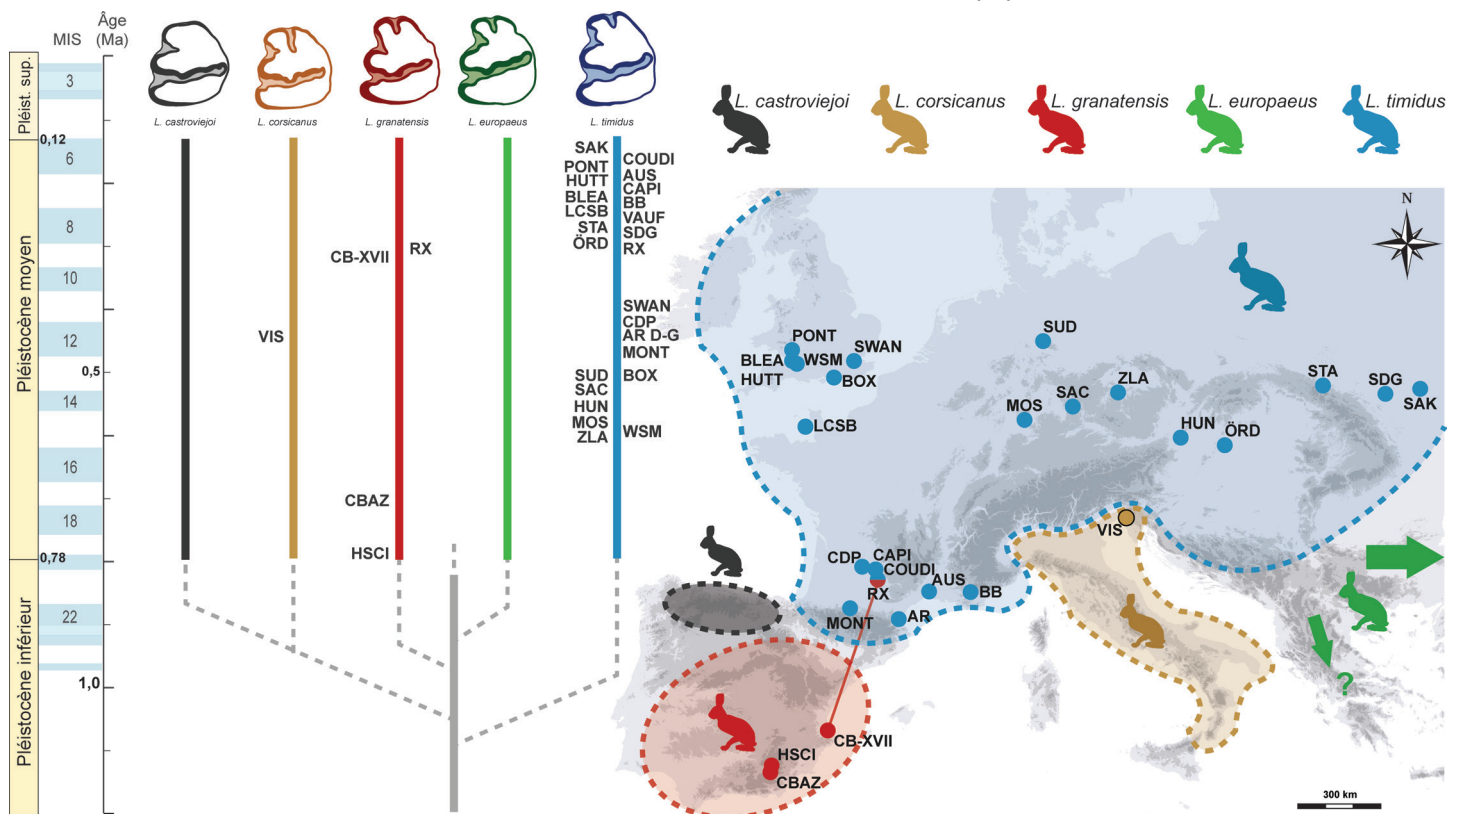 Âge
MIS
(Ma)
Pléist. sup.
Pléistocène moyen
Pléistocène inférieur
3
0,12
6
8
10
12
0,5
14
16
18
0,78
22
1,0
L. castroviejoi
L. corsicanus
L. granatensis
L. europaeus
L. timidus
VIS
CB-XVII
RX
CBAZ
HSCI
SAK
PONT
HUTT
BLEA
LCSB
STA
ÖRD
COUDI
AUS
CAPI
BB
VAUF
SDG
RX
SWAN
CDP
AR D-G
MONT
SUD
BOX
SAC
HUN
MOS
ZLA
WSM
L. castroviejoi
L. corsicanus
L. granatensis
L. europaeus
L. timidus
N
SUD
PONT
SWAN
BLEA
WSM
HUTT
BOX
LCSB
ZLA
SAC
MOS
STA
SDG
SAK
HUN
ÖRD
VIS
CDP
CAPI
COUDI
RX
AUS
BB
MONT
AR
CB-XVII
HSCI
CBAZ
?
300 km